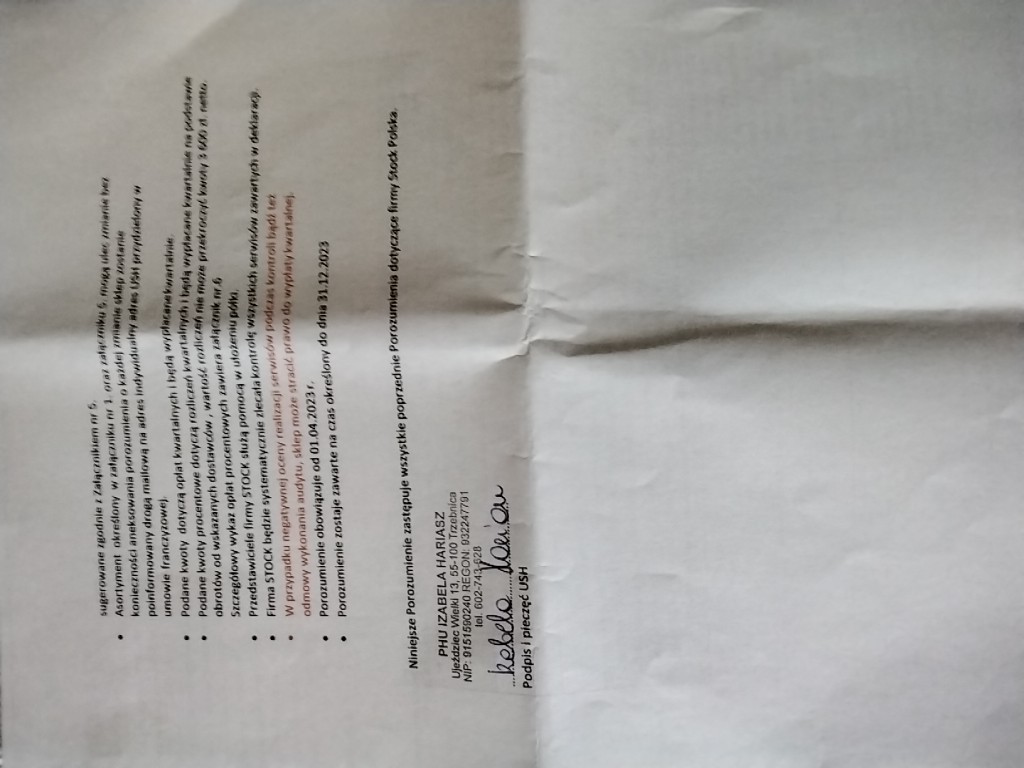 sugerowane zgodnie z Załącznikiem nr 5.
• Asortyment określony w załączniku nr 1. oraz załączniku 5. mogą ulec zmianie bez
konieczności aneksowania porozumienia o każdej zmianie sklep zostanie
poinformowany drogą mailową na adres indywidualny adres USH przydzielony w
umowie franczyzowej.
• Podane kwoty dotyczą opłat kwartalnych i będą wypłacane kwartalnie.
• Podane kwoty procentowe dotyczą rozliczeń kwartalnych i będą wypłacane kwartalnie na podstawie
obrotów od wskazanych dostawców , wartość rozliczeń nie może przekroczyć kwoty 3 600 zł. netto.
Szczegółowy wykaz opłat procentowych zawiera załącznik nr.6
• Przedstawiciele firmy STOCK służą pomocą w ułożeniu półki.
• Firma STOCK będzie systematycznie zlecała kontrolę wszystkich serwisów zawartych w deklaracji.
• W przypadku negatywnej oceny realizacji serwisów podczas kontroli bądź też
odmowy wykonania audytu, sklep może stracić prawo do wypłaty kwartalnej.
• Porozumienie obowiązuje od 01.04.2023 r.
• Porozumienie zostaje zawarte na czas określony do dnia 31.12.2023
Niniejsze Porozumienie zastępuje wszystkie poprzednie Porozumienia dotyczące firmy Stock Polska.
PHU IZABELA HARIASZ
Ujeździec Wielki 13, 55-100 Trzebnica
NIP: 9151590240 REGON: 932247791
tel. 602-743-828
Podpis i pieczęć USH